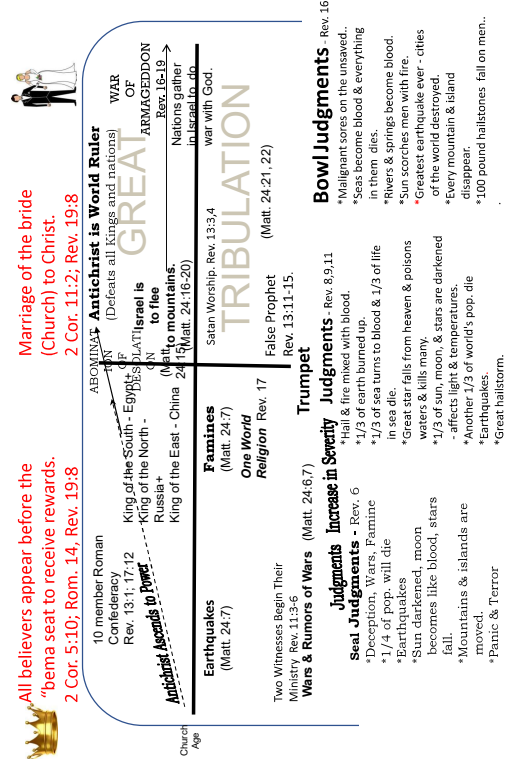 All believers appear before the
"bema seat to receive rewards.
2 Cor. 5:10; Rom. 14, Rev. 19:8
Marriage of the bride
(Church) to Christ.
2 Cor. 11:2; Rev. 19:8
Church
Age
10 member Roman
Confederacy
Rev. 13:1; 17:12
Antichrist Ascends to Power
King of the South - Egypt+
King of the North -
Russia+
King of the East - China
ABOMINAT
ION
OF
DESOLATI
ON
(Matt.
24:15)
Antichrist is World Ruler
(Defeats all Kings and nations)
GREAT
TRIBULATION
Israel is
to flee
to mountains.
(Matt. 24:16-20)
WAR
OF
ARMAGEDDON
Rev. 16-19
Nations gather
in Israel to do
war with God.
Earthquakes
(Matt. 24:7)
Famines
(Matt. 24:7)
One World
Religion Rev. 17
Satan Worship. Rev. 13:3,4
(Matt. 24:21, 22)
False Prophet
Rev. 13:11-15.
Two Witnesses Begin Their
Ministry Rev. 11:3-6
Wars & Rumors of Wars (Matt. 24:6,7)
Judgments Increase in Severity
Seal Judgments - Rev. 6
*Deception, Wars, Famine
*1/4 of pop. will die
*Earthquakes
*Sun darkened, moon
becomes like blood, stars
fall.
*Mountains & islands are
moved.
*Panic & Terror
Trumpet
Judgments - Rev. 8,9,11
*Hail & fire mixed with blood.
*1/3 of earth burned up.
*1/3 of sea turns to blood & 1/3 of life
in sea die.
*Great star falls from heaven & poisons
waters & kills many.
*1/3 of sun, moon, & stars are darkened
- affects light & temperatures.
*Another 1/3 of world's pop. die
*Earthquakes.
*Great hailstorm.
Bowl Judgments - Rev. 16
*Malignant sores on the unsaved..
*Seas become blood & everything
in them dies.
*Rivers & springs become blood.
*Sun scorches men with fire.
*Greatest earthquake ever - cities
of the world destroyed.
*Every mountain & island
disappear.
*100 pound hailstones fall on men..
.